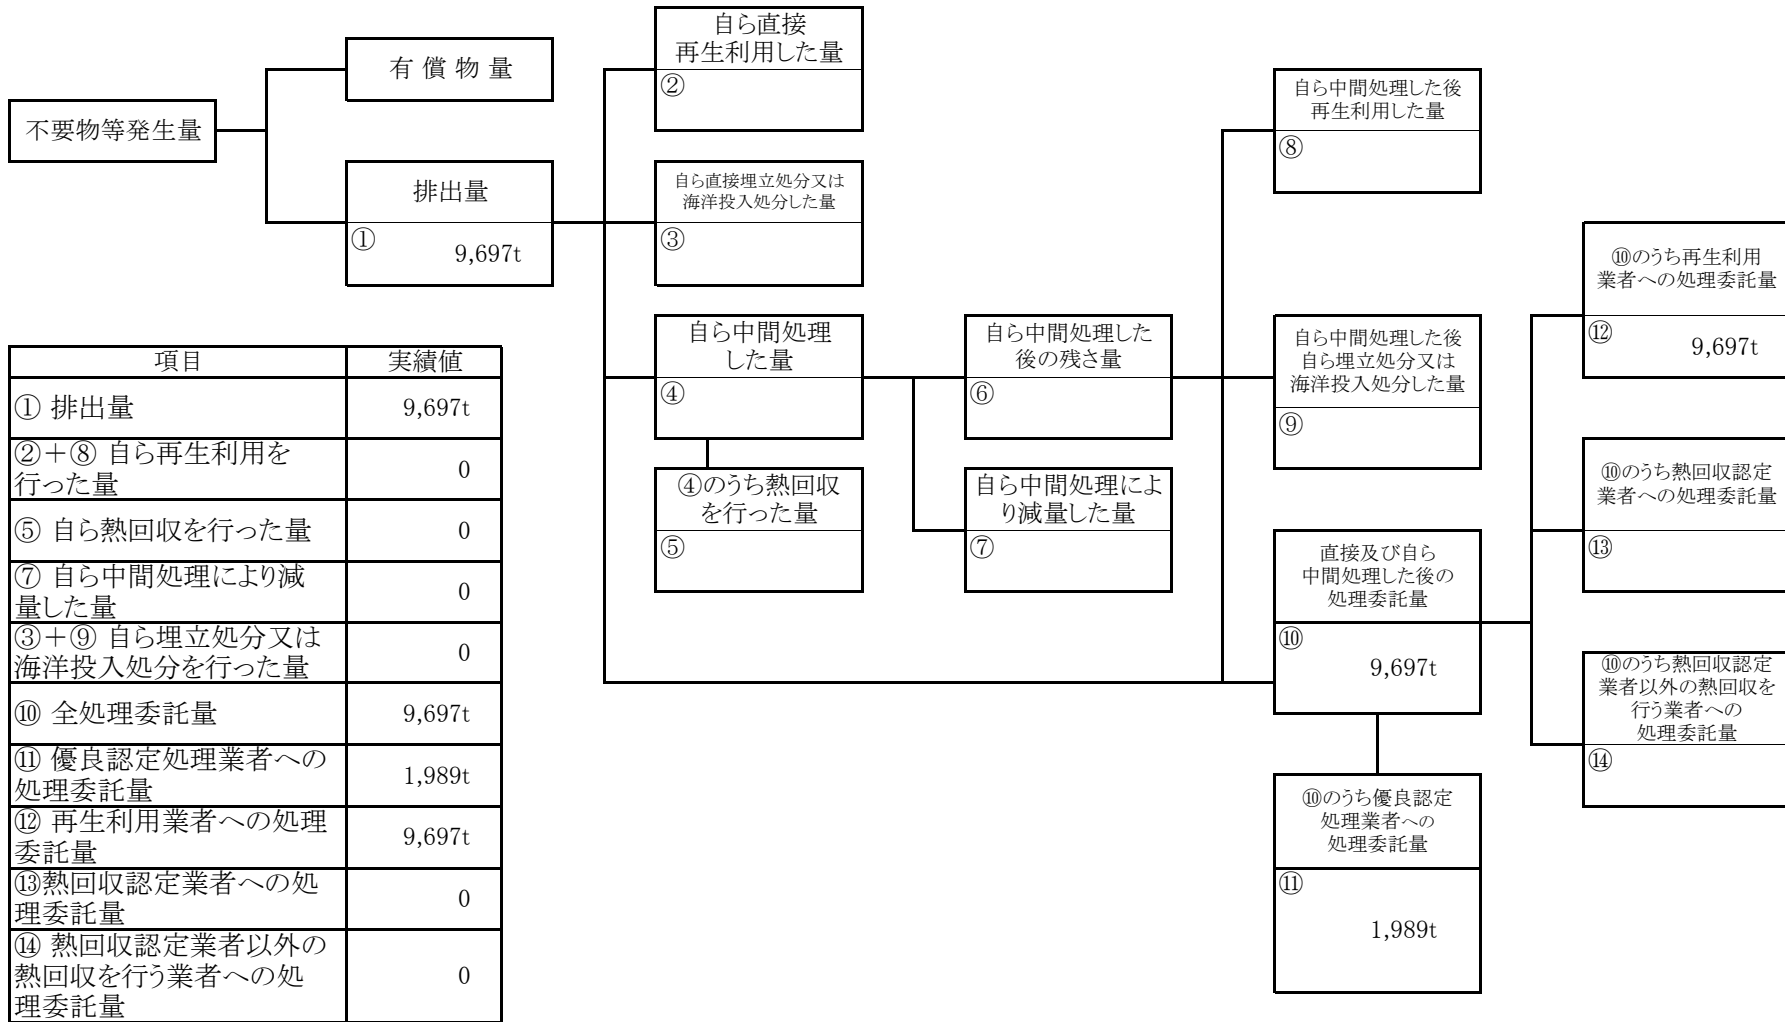 不要物等発生量
有 償 物 量
排出量
①
9,697t
自ら直接
再生利用した量
②
自ら直接埋立処分又は
海洋投入処分した量
③
自ら中間処理
した量
④
④のうち熱回収
を行った量
⑤
自ら中間処理した
後の残さ量
⑥
自ら中間処理によ
り減量した量
⑦
自ら中間処理した後
再生利用した量
⑧
自ら中間処理した後
自ら埋立処分又は
海洋投入処分した量
⑨
直接及び自ら
中間処理した後の
処理委託量
⑩
9,697t
⑩のうち優良認定
処理業者への
処理委託量
⑪
1,989t
⑩のうち再生利用
業者への処理委託量
⑫
9,697t
⑩のうち熱回収認定
業者への処理委託量
⑬
⑩のうち熱回収認定
業者以外の熱回収を
行う業者への
処理委託量
⑭
項目 実績値
① 排出量 9,697t
②+⑧ 自ら再生利用を
行った量 0
⑤ 自ら熱回収を行った量 0
⑦ 自ら中間処理により減
量した量 0
③+⑨ 自ら埋立処分又は
海洋投入処分を行った量 0
⑩ 全処理委託量 9,697t
⑪ 優良認定処理業者への
処理委託量 1,989t
⑫ 再生利用業者への処理
委託量 9,697t
⑬熱回収認定業者への処
理委託量 0
⑭ 熱回収認定業者以外の
熱回収を行う業者への処
理委託量 0